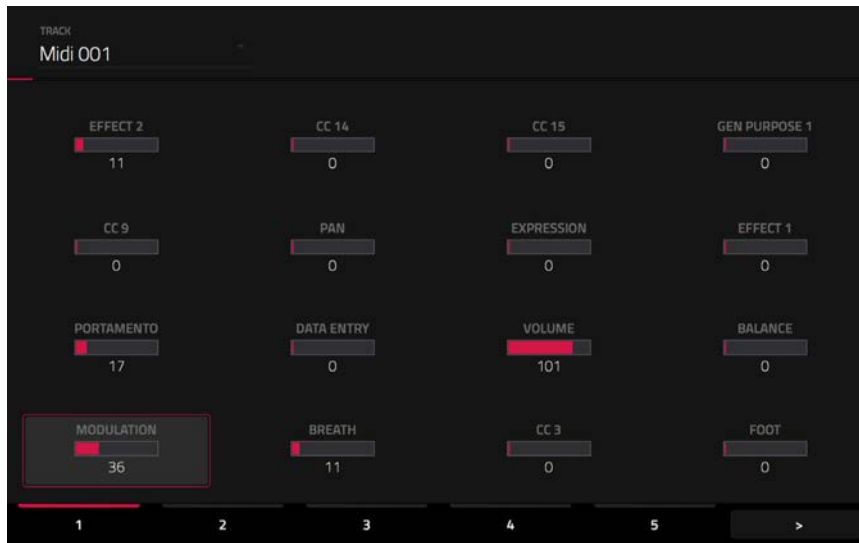 TRACK
Midi 001
EFFECT 2 CC 14 CC 15 GEN PURPOSE 1
11 0 0 0
CC 9 PAN EXPRESSION EFFECT 1
0 0 0 0
PORTAMENTO DATA ENTRY VOLUME BALANCE
17 0 101 0
MODULATION BREATH CC 3 FOOT
36 11 0 0
1 2 3 4 5 >